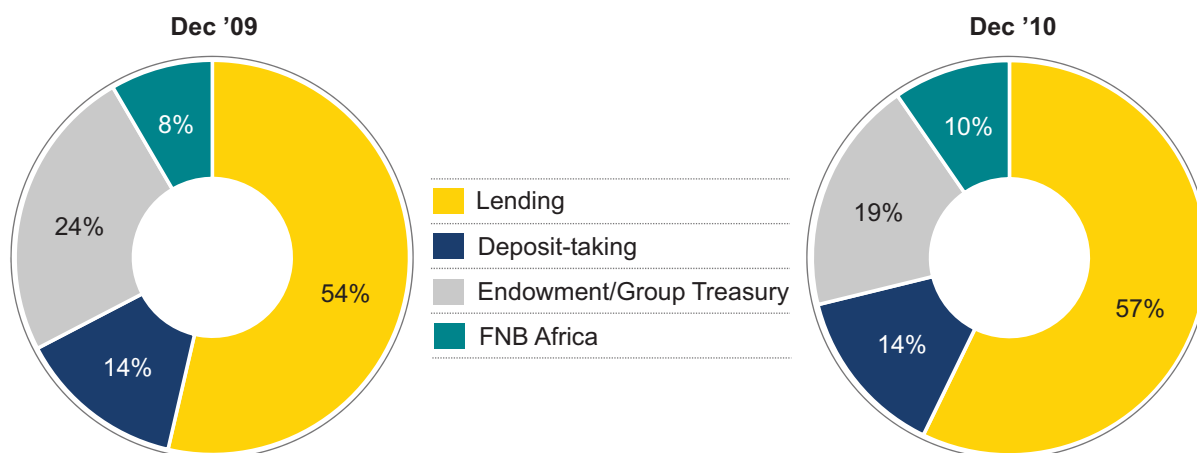 Dec ’09
8%
24%
54%
14%
Lending
Deposit-taking
Endowment/Group Treasury
FNB Africa
Dec ’10
10%
19%
57%
14%